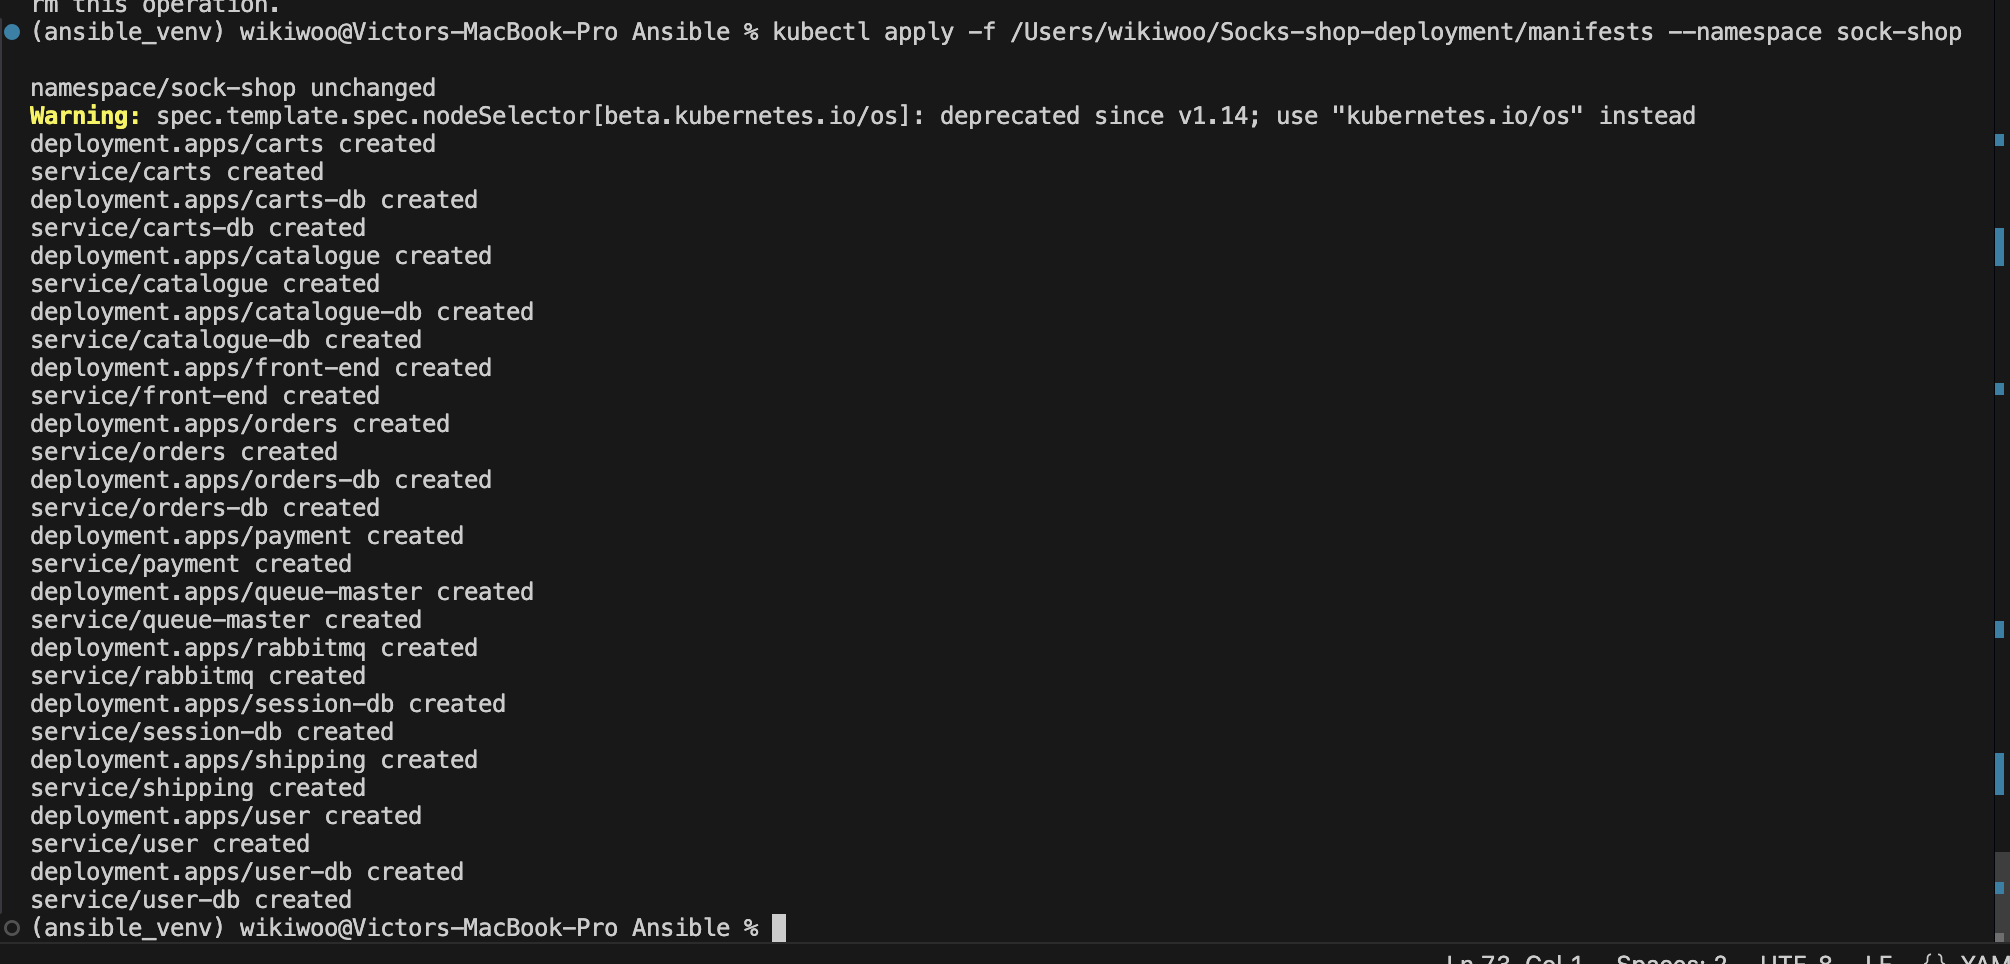 rm this operation.
(ansible_venv) wikiwoo@Victors-MacBook-Pro Ansible % kubectl apply -f /Users/wikiwoo/Socks-shop-deployment/manifests --namespace sock-shop
namespace/sock-shop unchanged
Warning: spec.template.spec.nodeSelector[beta.kubernetes.io/os]: deprecated since v1.14; use "kubernetes.io/os" instead
deployment.apps/carts created
service/carts created
deployment.apps/carts-db created
service/carts-db created
deployment.apps/catalogue created
service/catalogue created
deployment.apps/catalogue-db created
service/catalogue-db created
deployment.apps/front-end created
service/front-end created
deployment.apps/orders created
service/orders created
deployment.apps/orders-db created
service/orders-db created
deployment.apps/payment created
service/payment created
deployment.apps/queue-master created
service/queue-master created
deployment.apps/rabbitmq created
service/rabbitmq created
deployment.apps/session-db created
service/session-db created
deployment.apps/shipping created
service/shipping created
deployment.apps/user created
service/user created
deployment.apps/user-db created
service/user-db created
(ansible_venv) wikiwoo@Victors-MacBook-Pro Ansible %
Ln 73, Col 1 Spaces: 2 UTF-8 LF {} YAM